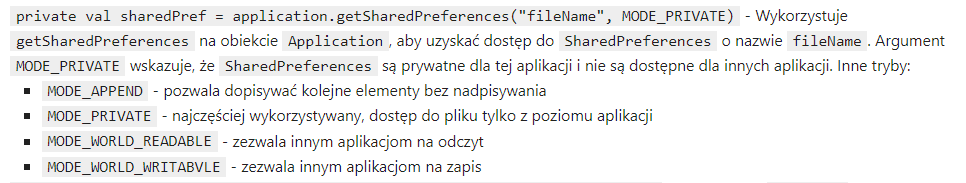 private val sharedPref = application.getSharedPreferences("fileName", MODE_PRIVATE) - Wykorzystuje
getSharedPreferences na obiekcie Application, aby uzyskać dostęp do SharedPreferences o nazwie fileName. Argument
MODE_PRIVATE wskazuje, że SharedPreferences są prywatne dla tej aplikacji i nie są dostępne dla innych aplikacji. Inne tryby:
▪ MODE_APPEND - pozwala dopisywać kolejne elementy bez nadpisywania
▪ MODE_PRIVATE - najczęściej wykorzystywany, dostęp do pliku tylko z poziomu aplikacji
▪ MODE_WORLD_READABLE - zezwala innym aplikacjom na odczyt
▪ MODE_WORLD_WRITABVLE - zezwala innym aplikacjom na zapis